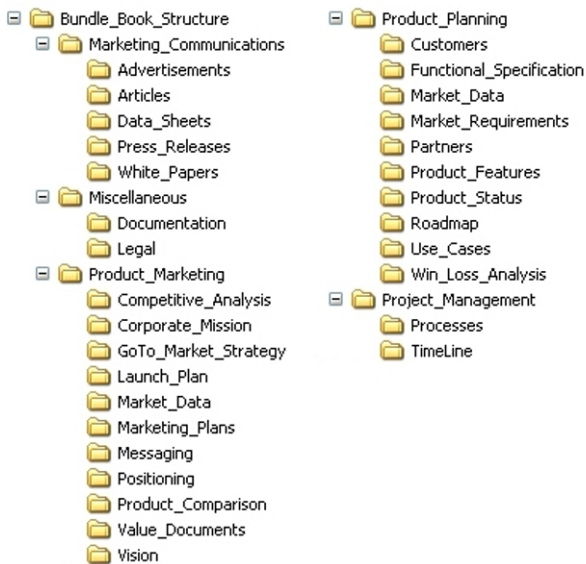 Bundle_Book_Structure
Marketing_Communications
Advertisements
Articles
Data_Sheets
Press_Releases
White_Papers
Miscellaneous
Documentation
Legal
Product_Marketing
Competitive_Analysis
Corporate_Mission
GoTo_Market_Strategy
Launch_Plan
Market_Data
Marketing_Plans
Messaging
Positioning
Product_Comparison
Value_Documents
Vision
Product_Planning
Customers
Functional_Specification
Market_Data
Market_Requirements
Partners
Product_Features
Product_Status
Roadmap
Use_Cases
Win_Loss_Analysis
Project_Management
Processes
TimeLine